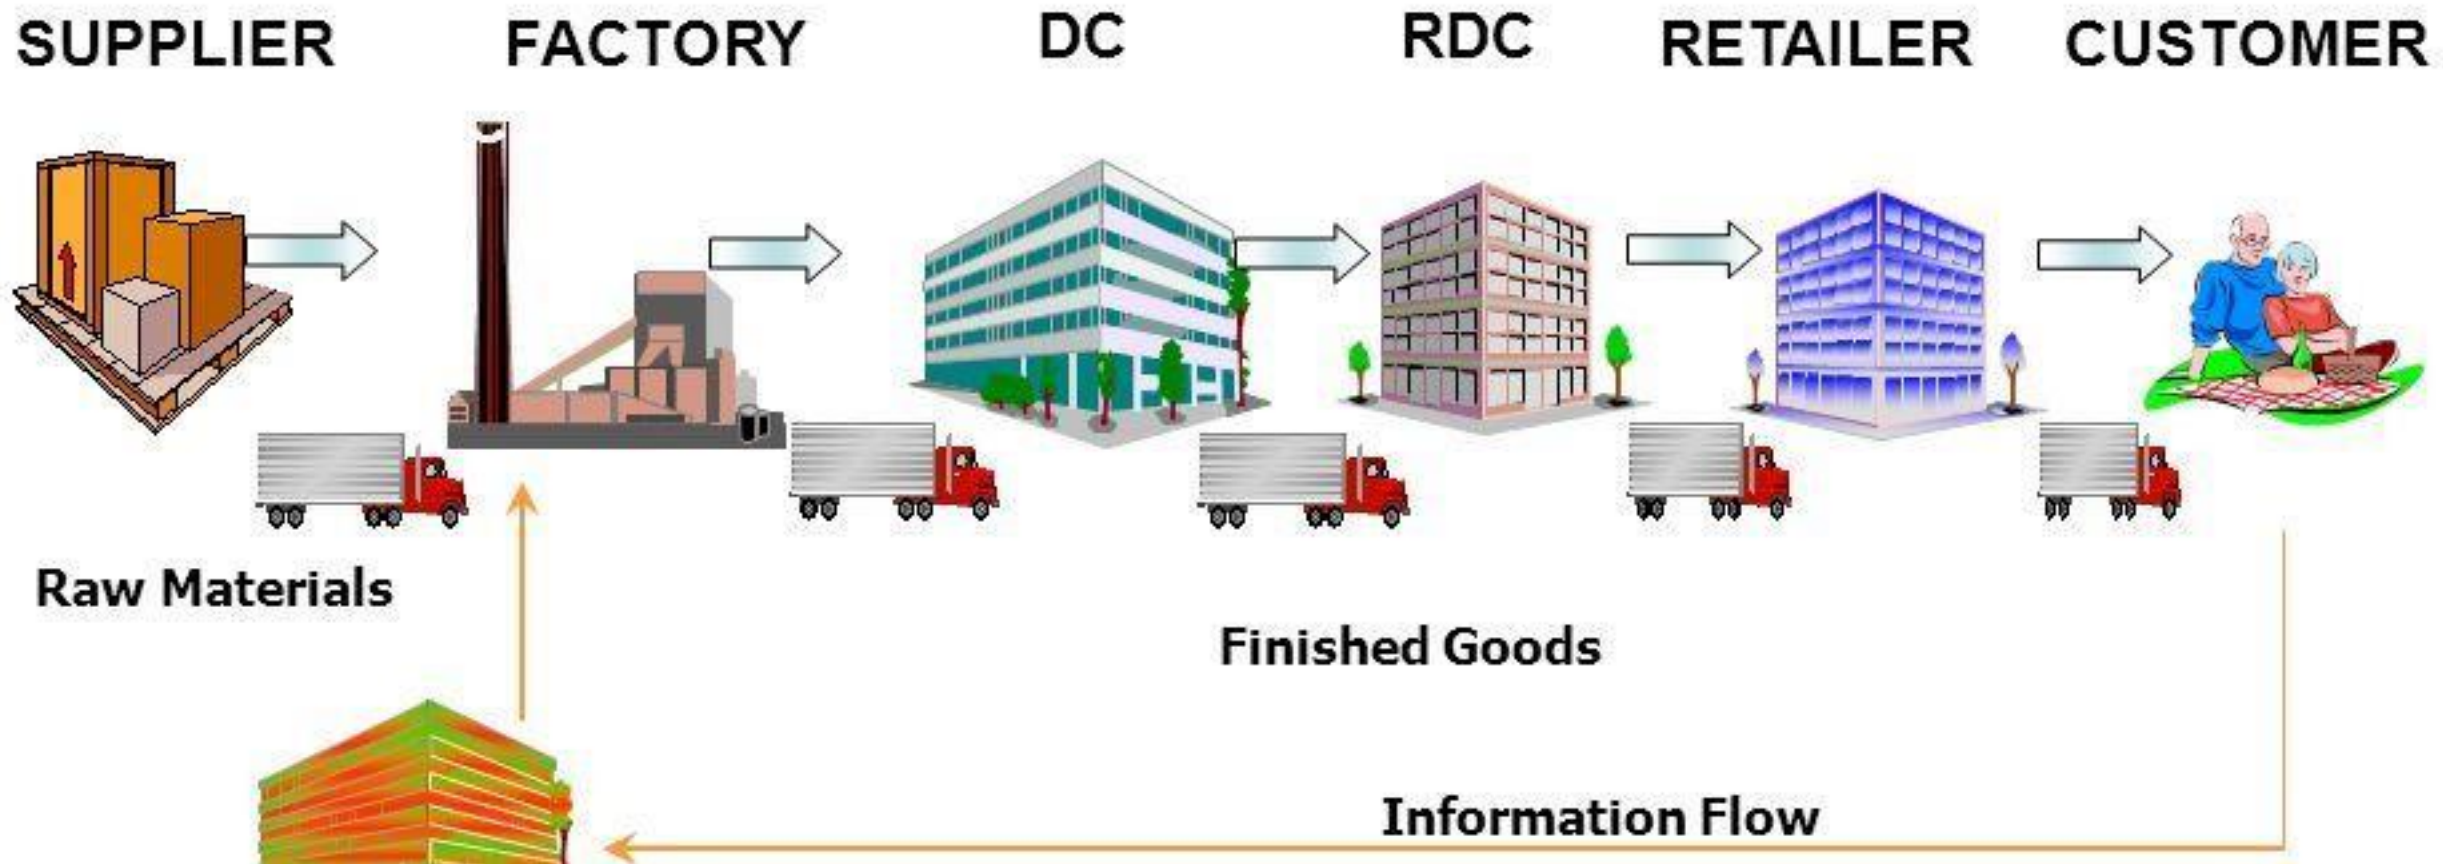 SUPPLIER FACTORY DC RDC RETAILER CUSTOMER
Raw Materials
Finished Goods
Information Flow